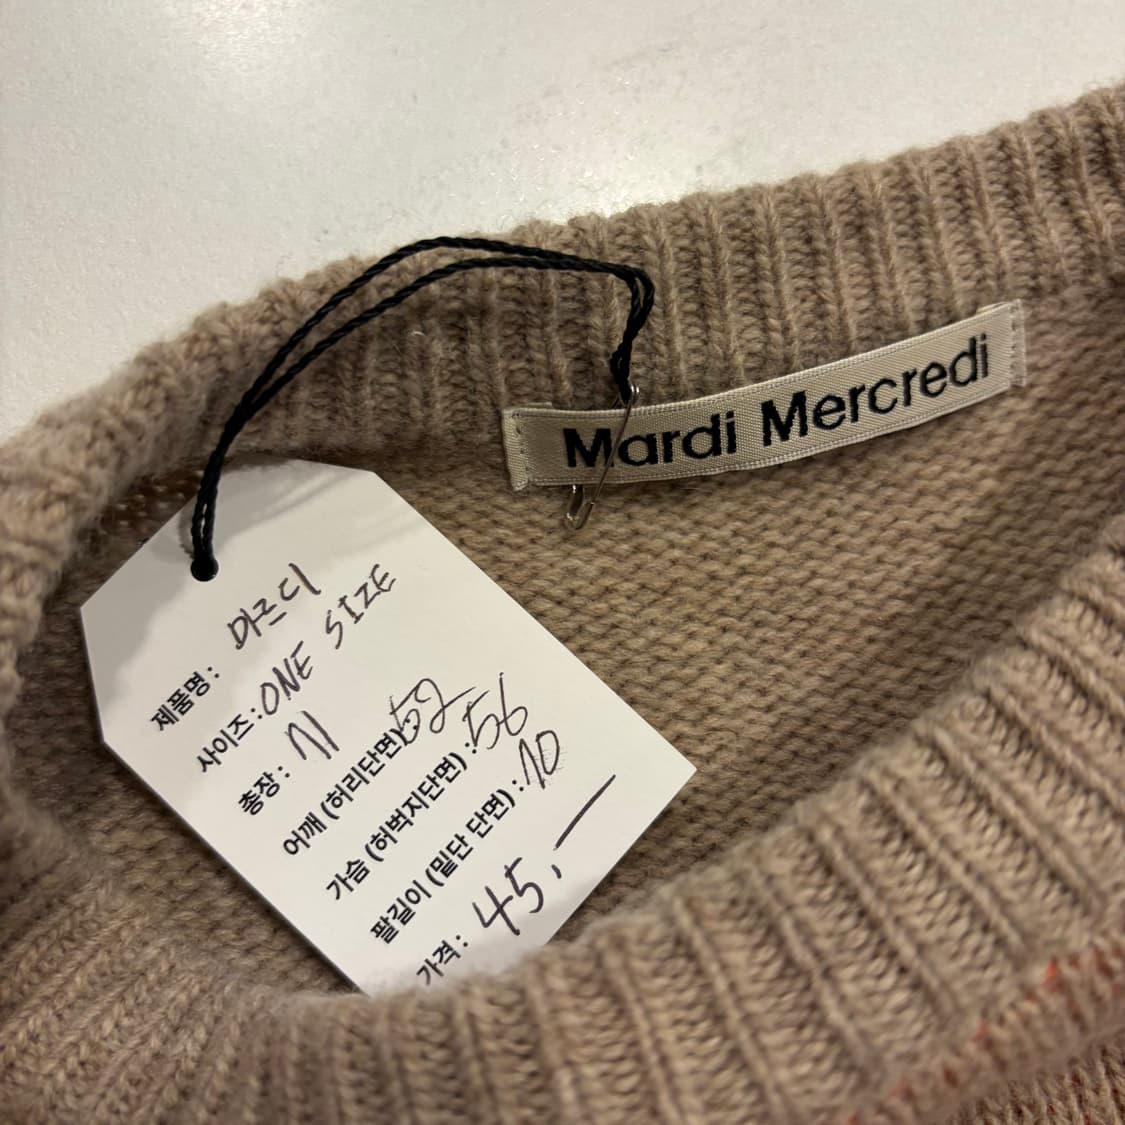 Mardi Mercredi
제품명 : 마르디
사이즈 : ONE SIZE
총장 : 71
어깨 (허리단면) : 52
가슴 (허벅지단면) : 56
팔길이 (밑단 단면) : 70
가격 : 45,—